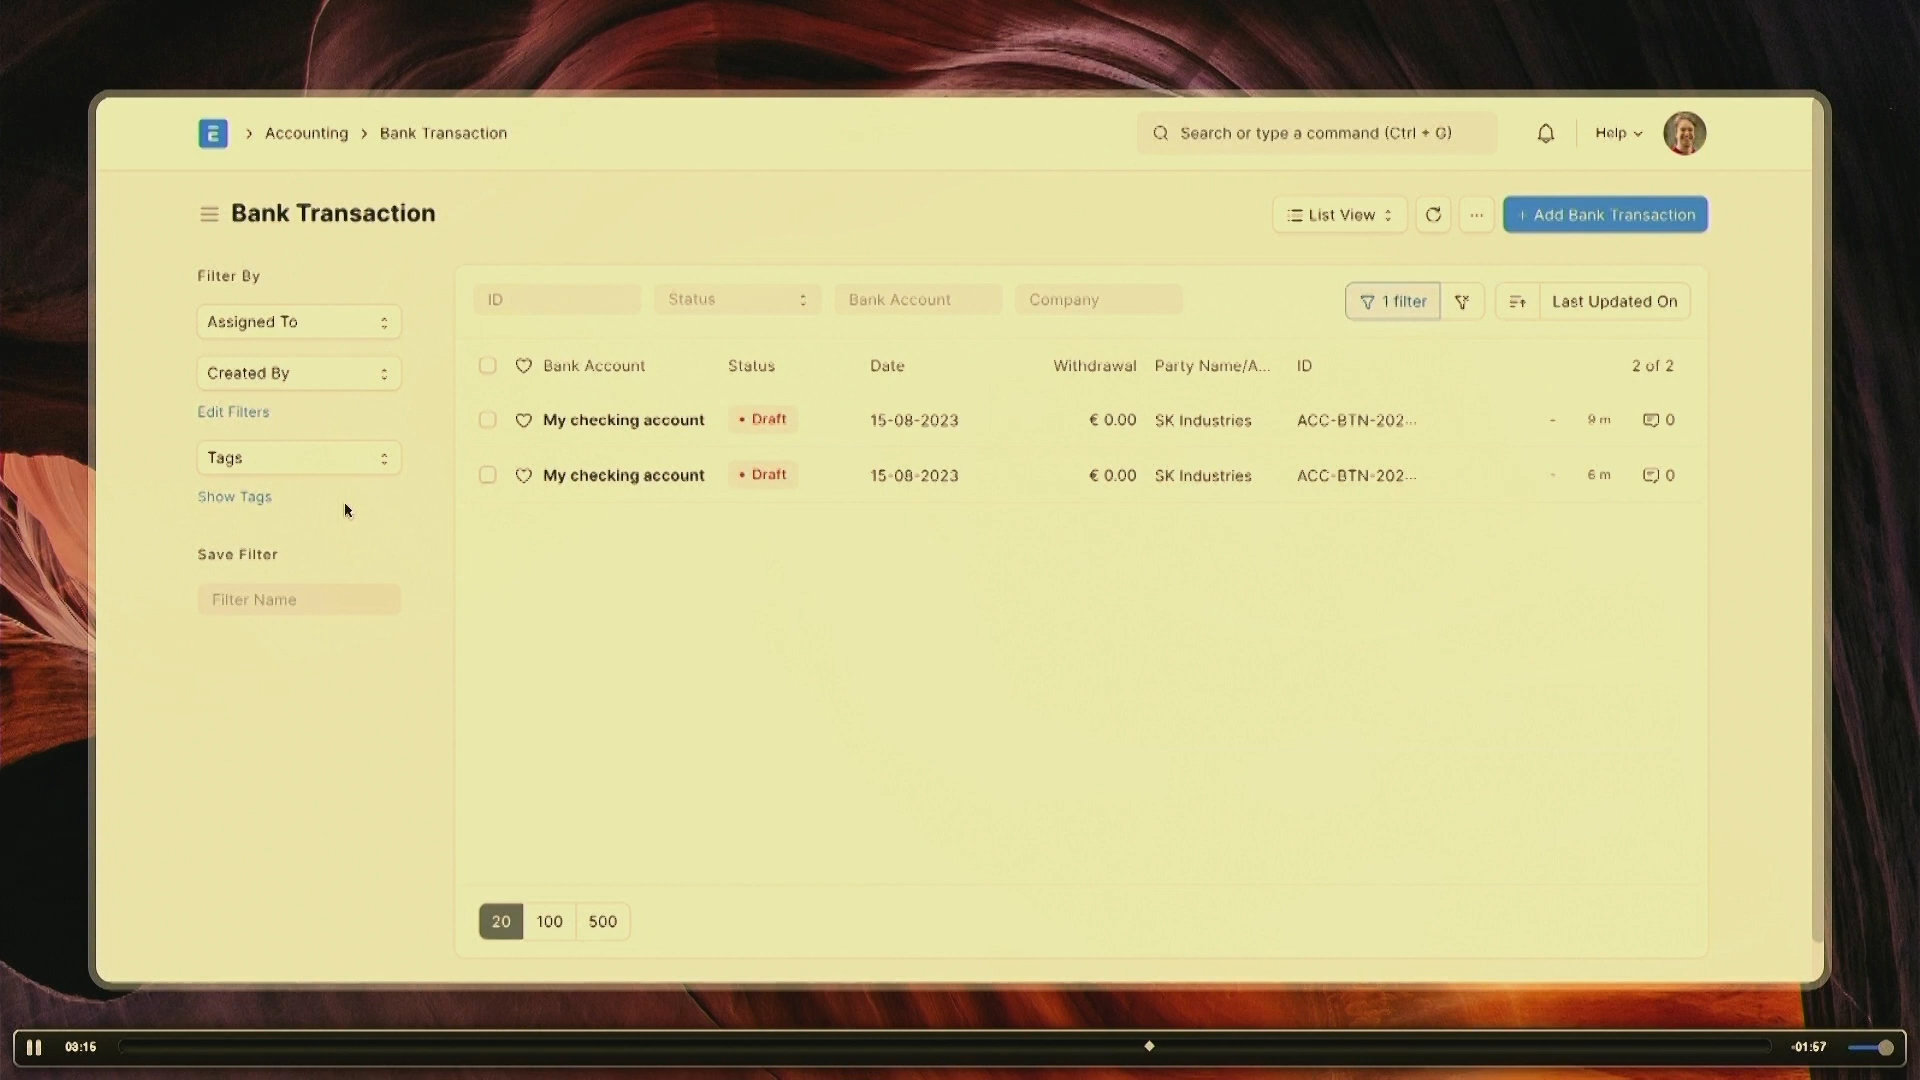 Accounting > Bank Transaction
Search or type a command (Ctrl + G)
Help
Bank Transaction
List View
...
+ Add Bank Transaction
Filter By
Assigned To
Created By
Edit Filters
Tags
Show Tags
Save Filter
Filter Name
ID Status Bank Account Company
1 filter
Last Updated On
Bank Account Status Date Withdrawal Party Name/A... ID 2 of 2
My checking account • Draft 15-08-2023 € 0.00 SK Industries ACC-BTN-202... - 9 m 0
My checking account • Draft 15-08-2023 € 0.00 SK Industries ACC-BTN-202... - 6 m 0
20 100 500
03:15
-01:57